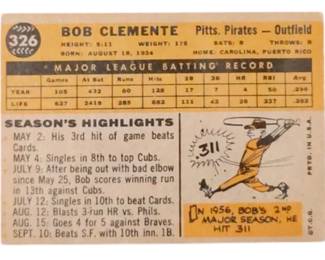 326
BOB CLEMENTE
Pitts. Pirates — Outfield
HEIGHT: 5:11 WEIGHT: 175 BATS: R THROWS: R
BORN: AUGUST 18, 1934 HOME: CAROLINA, PUERTO RICO
MAJOR LEAGUE BATTING RECORD
Games At Bat Runs Hits 2B 3B HR RBI Avg.
YEAR 105 432 60
LIFE 637
SEASON'S HIGHLIGHTS
MAY 2: His 3rd hit of game beats
Cards.
MAY 4: Singles in 8th to top Cubs.
JULY 9: After being out with bad elbow
since May 25, Bob scores winning run
in 13th against Cubs.
JULY 12: Singles in 10th to beat Cards.
AUG. 12: Blasts 3-run HR vs. Phils.
AUG. 15: Goes 4 for 5 against Braves.
SEPT. 10: Beats S.F. with 10th inn. 1B.
.311
IN 1956, BOB'S 2ND
MAJOR SEASON, HE
HIT .311
©T.C.G. PRTD. IN U.S.A.